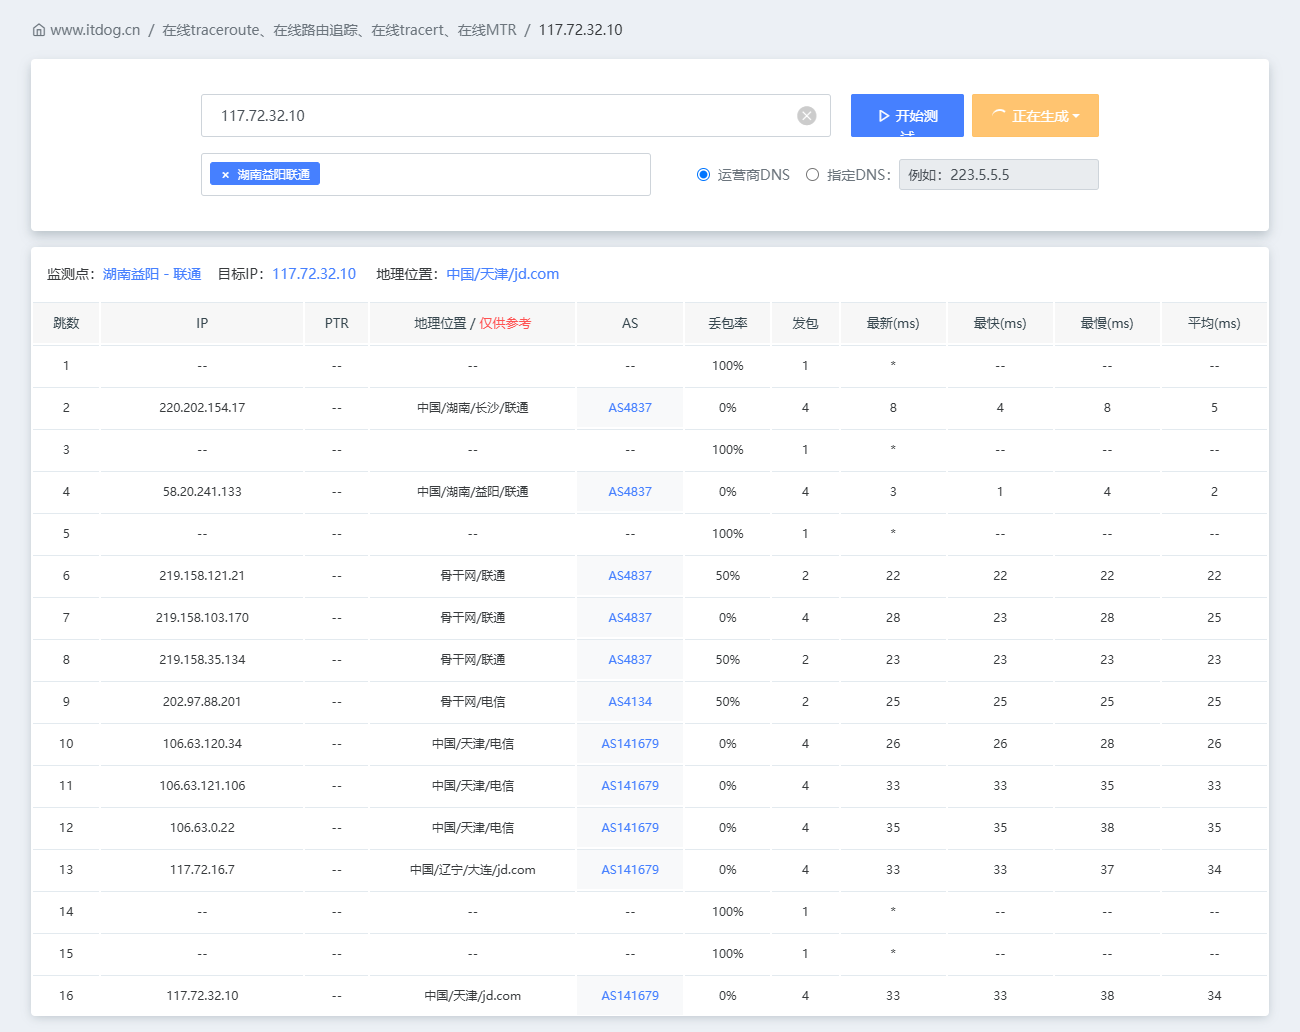 www.itdog.cn / 在线traceroute、在线路由追踪、在线tracert、在线MTR / 117.72.32.10
117.72.32.10 开始测试 正在生成
× 湖南益阳联通 运营商DNS 指定DNS： 例如：223.5.5.5
监测点：湖南益阳 - 联通 目标IP：117.72.32.10 地理位置：中国/天津/jd.com
跳数 IP PTR 地理位置 / 仅供参考 AS 丢包率 发包 最新(ms) 最快(ms) 最慢(ms) 平均(ms)
1 -- -- -- -- 100% 1 * -- -- --
2 220.202.154.17 -- 中国/湖南/长沙/联通 AS4837 0% 4 8 4 8 5
3 -- -- -- -- 100% 1 * -- -- --
4 58.20.241.133 -- 中国/湖南/益阳/联通 AS4837 0% 4 3 1 4 2
5 -- -- -- -- 100% 1 * -- -- --
6 219.158.121.21 -- 骨干网/联通 AS4837 50% 2 22 22 22 22
7 219.158.103.170 -- 骨干网/联通 AS4837 0% 4 28 23 28 25
8 219.158.35.134 -- 骨干网/联通 AS4837 50% 2 23 23 23 23
9 202.97.88.201 -- 骨干网/电信 AS4134 50% 2 25 25 25 25
10 106.63.120.34 -- 中国/天津/电信 AS141679 0% 4 26 26 28 26
11 106.63.121.106 -- 中国/天津/电信 AS141679 0% 4 33 33 35 33
12 106.63.0.22 -- 中国/天津/电信 AS141679 0% 4 35 35 38 35
13 117.72.16.7 -- 中国/辽宁/大连/jd.com AS141679 0% 4 33 33 37 34
14 -- -- -- -- 100% 1 * -- -- --
15 -- -- -- -- 100% 1 * -- -- --
16 117.72.32.10 -- 中国/天津/jd.com AS141679 0% 4 33 33 38 34